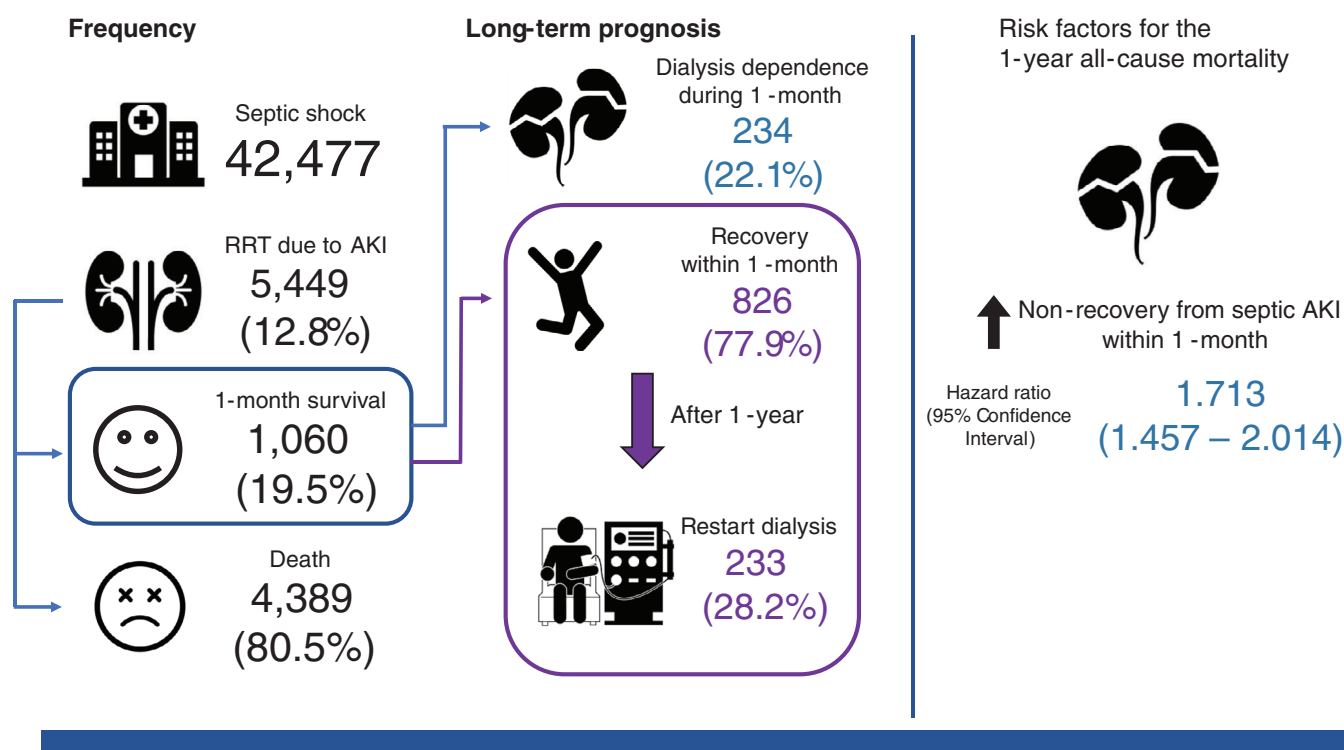 Frequency
Septic shock
42,477
RRT due to AKI
5,449
(12.8%)
1-month survival
1,060
(19.5%)
Death
4,389
(80.5%)
Long-term prognosis
Dialysis dependence
during 1-month
234
(22.1%)
Recovery
within 1-month
826
(77.9%)
After 1-year
Restart dialysis
233
(28.2%)
Risk factors for the
1-year all-cause mortality
Non-recovery from septic AKI
within 1-month
Hazard ratio
(95% Confidence
Interval)
1.713
(1.457 – 2.014)